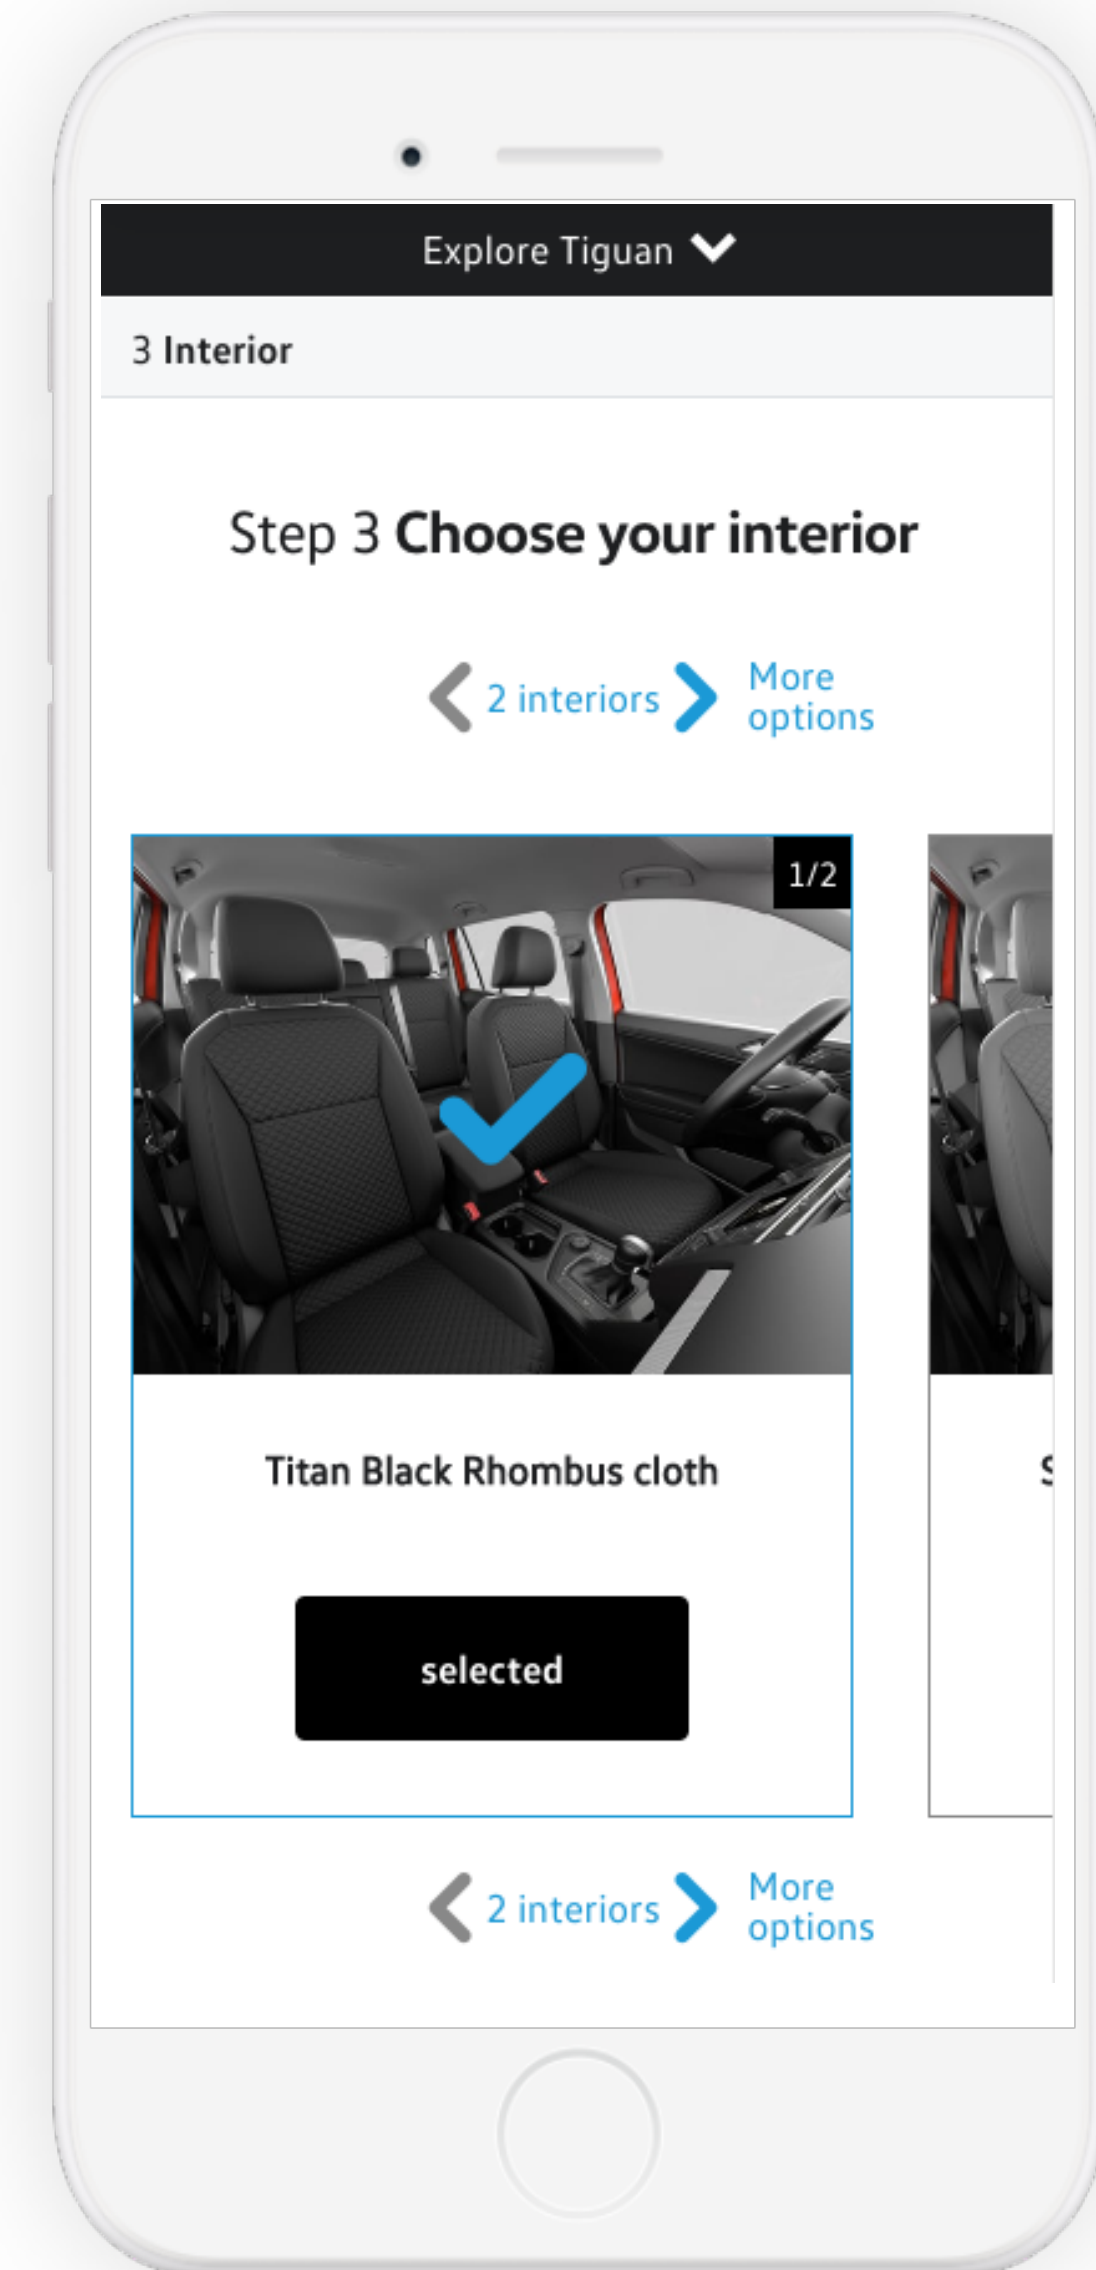 Explore Tiguan
3 Interior
Step 3 Choose your interior
2 interiors
More
options
1/2
Titan Black Rhombus cloth
S
selected
2 interiors
More
options